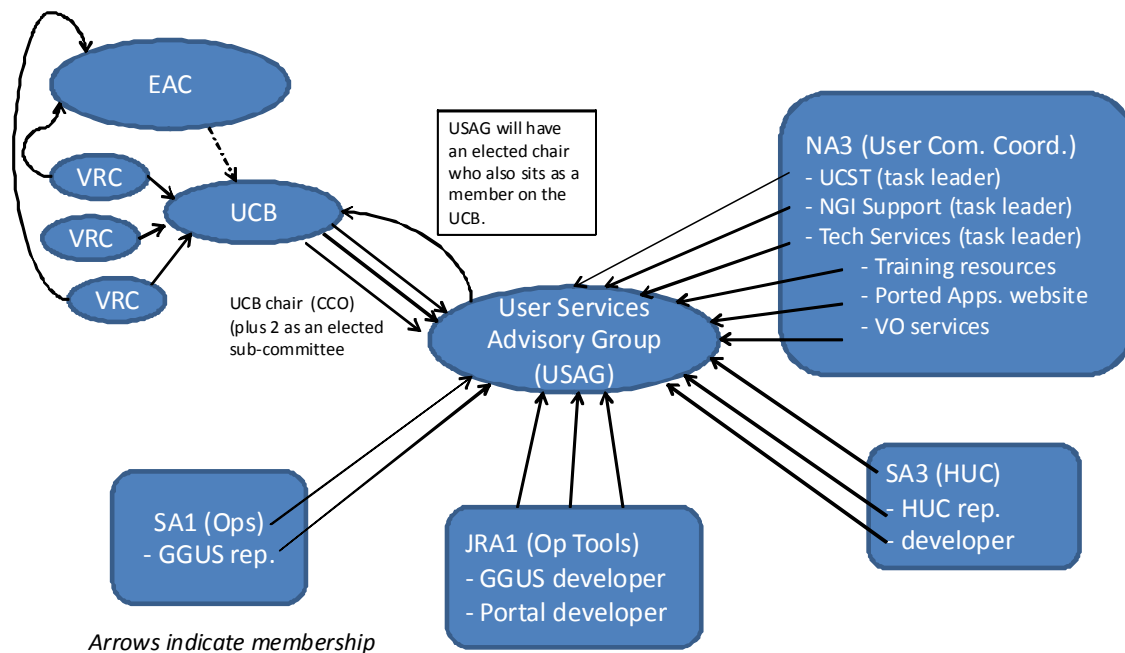 EAC
VRC
VRC
VRC
UCB
USAG will have
an elected chair
who also sits as a
member on the
UCB.
NA3 (User Com. Coord.)
- UCST (task leader)
- NGI Support (task leader)
- Tech Services (task leader)
- Training resources
- Ported Apps. website
- VO services
UCB chair (CCO)
(plus 2 as an elected
sub-committee
User Services
Advisory Group
(USAG)
SA1 (Ops)
- GGUS rep.
JRA1 (Op Tools)
- GGUS developer
- Portal developer
SA3 (HUC)
- HUC rep.
- developer
Arrows indicate membership